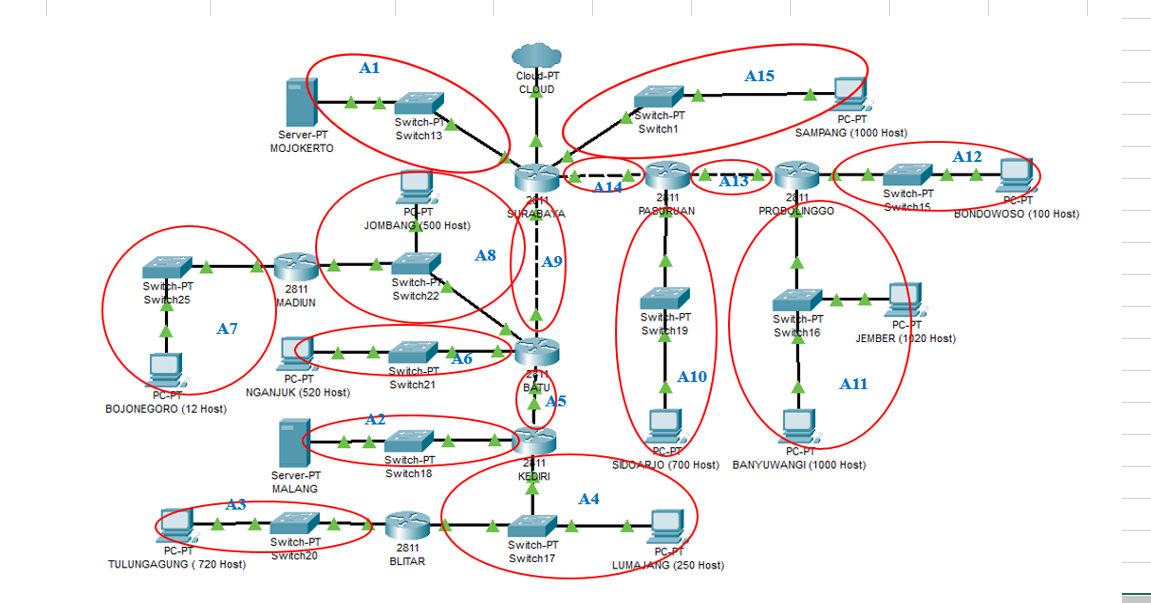 A1
Cloud-PT
CLOUD
A15
Switch-PT
Switch13
Server-PT
MOJOKERTO
Switch-PT
Switch1
PC-PT
SAMPANG (1000 Host)
A14
A13
A12
2811
SURABAYA
2811
PASURUAN
2811
PROBOLINGGO
Switch-PT
Switch15
PC-PT
BONDOWOSO (100 Host)
PC-PT
JOMBANG (500 Host)
A8
A9
Switch-PT
Switch25
2811
MADIUN
Switch-PT
Switch22
A7
Switch-PT
Switch19
Switch-PT
Switch16
PC-PT
JEMBER (1020 Host)
A6
Switch-PT
Switch21
PC-PT
NGANJUK (520 Host)
2811
BATU
A10
A11
PC-PT
BOJONEGORO (12 Host)
A5
A2
Switch-PT
Switch18
2811
KEDIRI
Server-PT
MALANG
PC-PT
SIDOARJO (700 Host)
PC-PT
BANYUWANGI (1000 Host)
A3
A4
Switch-PT
Switch20
PC-PT
TULUNGAGUNG ( 720 Host)
2811
BLITAR
Switch-PT
Switch17
PC-PT
LUMAJANG (250 Host)